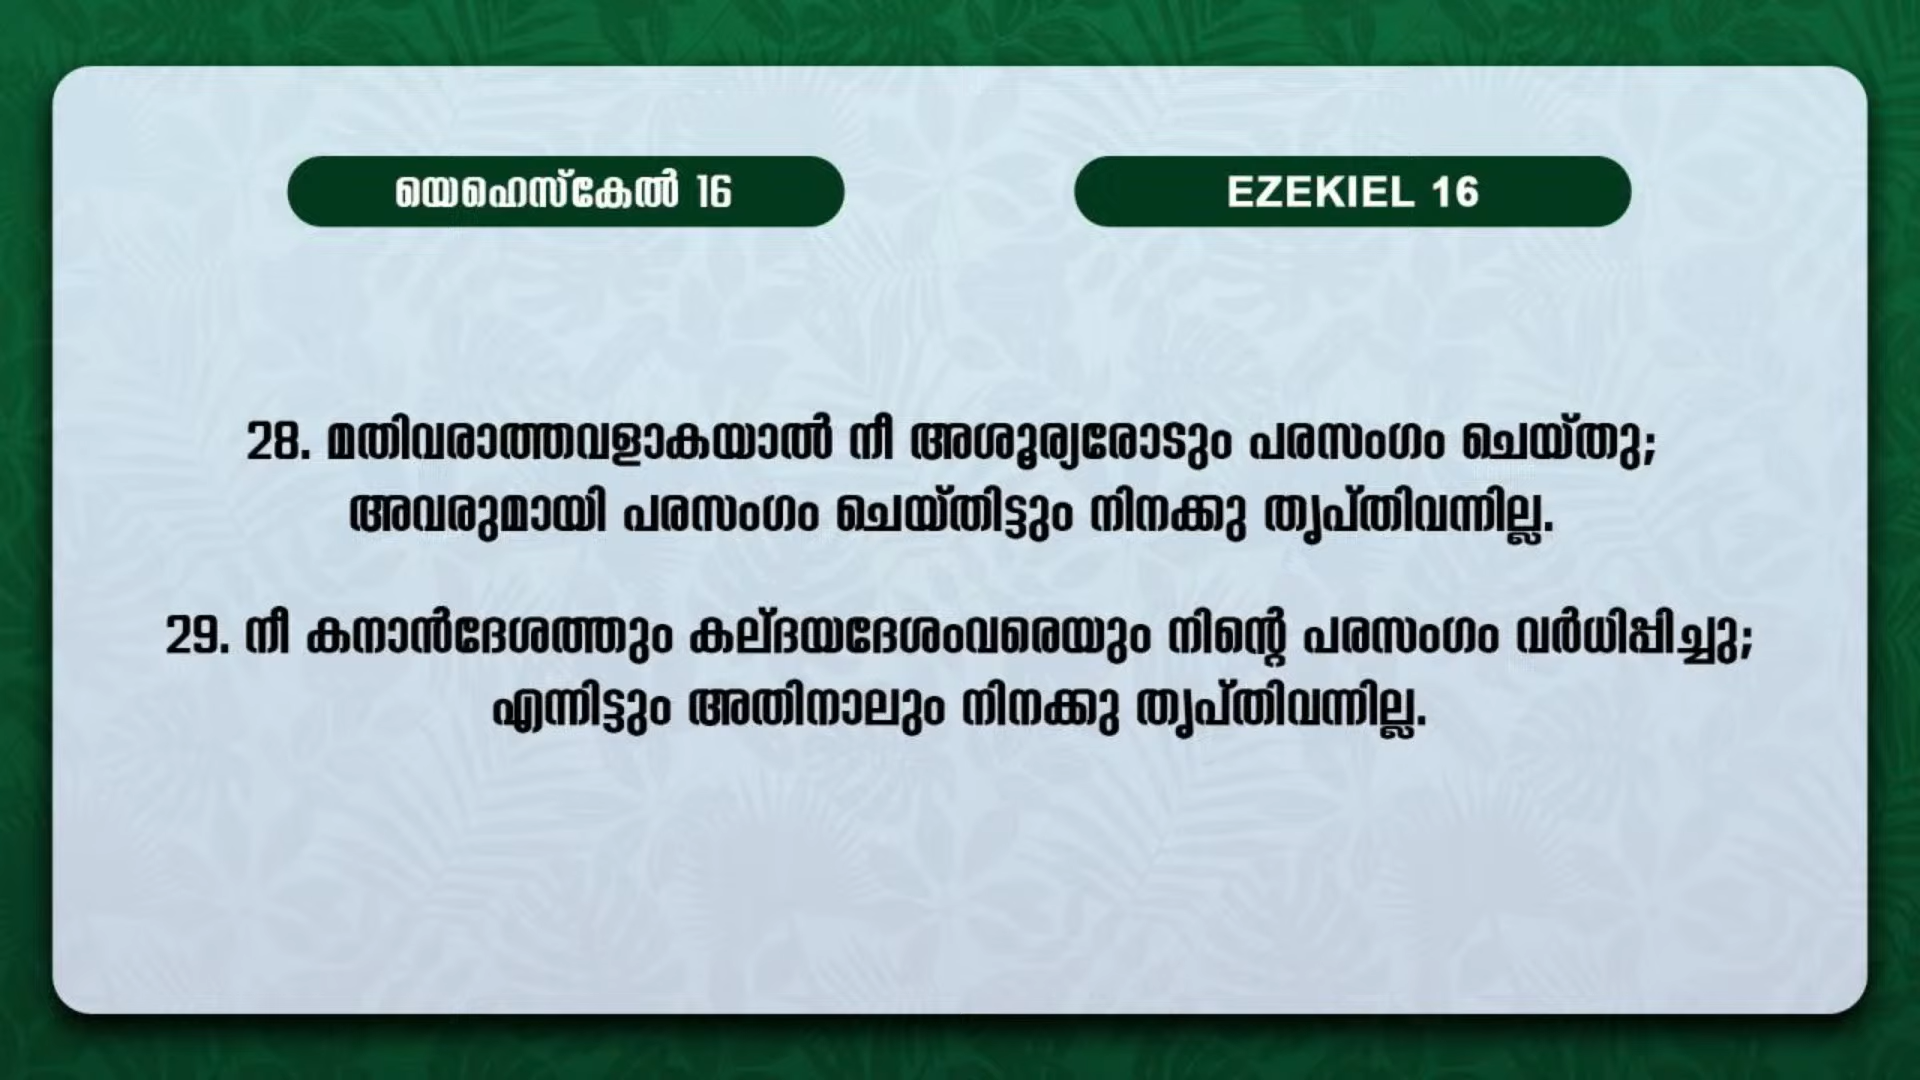 യെഹെസ്കേൽ 16
EZEKIEL 16
28. മതിവരാത്തവളാകയാൽ നീ അശൂര്യരോടും പരസംഗം ചെയ്തു;
അവരുമായി പരസംഗം ചെയ്തിട്ടും നിനക്കു തൃപ്തിവന്നില്ല.
29. നീ കനാൻദേശത്തും കല്ദയദേശംവരെയും നിന്റെ പരസംഗം വർധിപ്പിച്ചു;
എന്നിട്ടും അതിനാലും നിനക്കു തൃപ്തിവന്നില്ല.